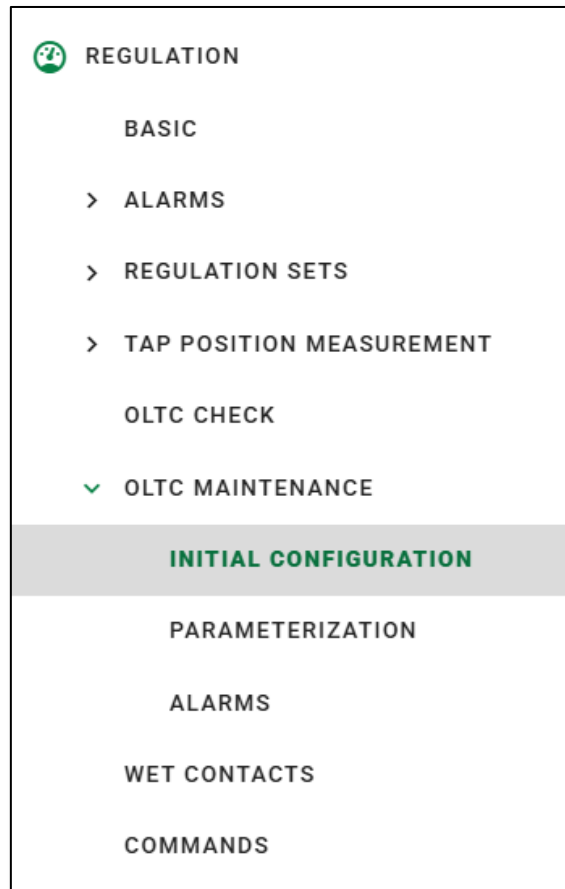 REGULATION
BASIC
ALARMS
REGULATION SETS
TAP POSITION MEASUREMENT
OLTC CHECK
OLTC MAINTENANCE
INITIAL CONFIGURATION
PARAMETERIZATION
ALARMS
WET CONTACTS
COMMANDS